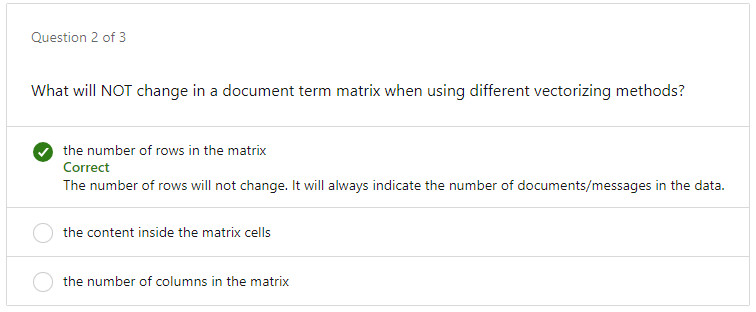 Question 2 of 3
What will NOT change in a document term matrix when using different vectorizing methods?
the number of rows in the matrix
Correct
The number of rows will not change. It will always indicate the number of documents/messages in the data.
the content inside the matrix cells
the number of columns in the matrix